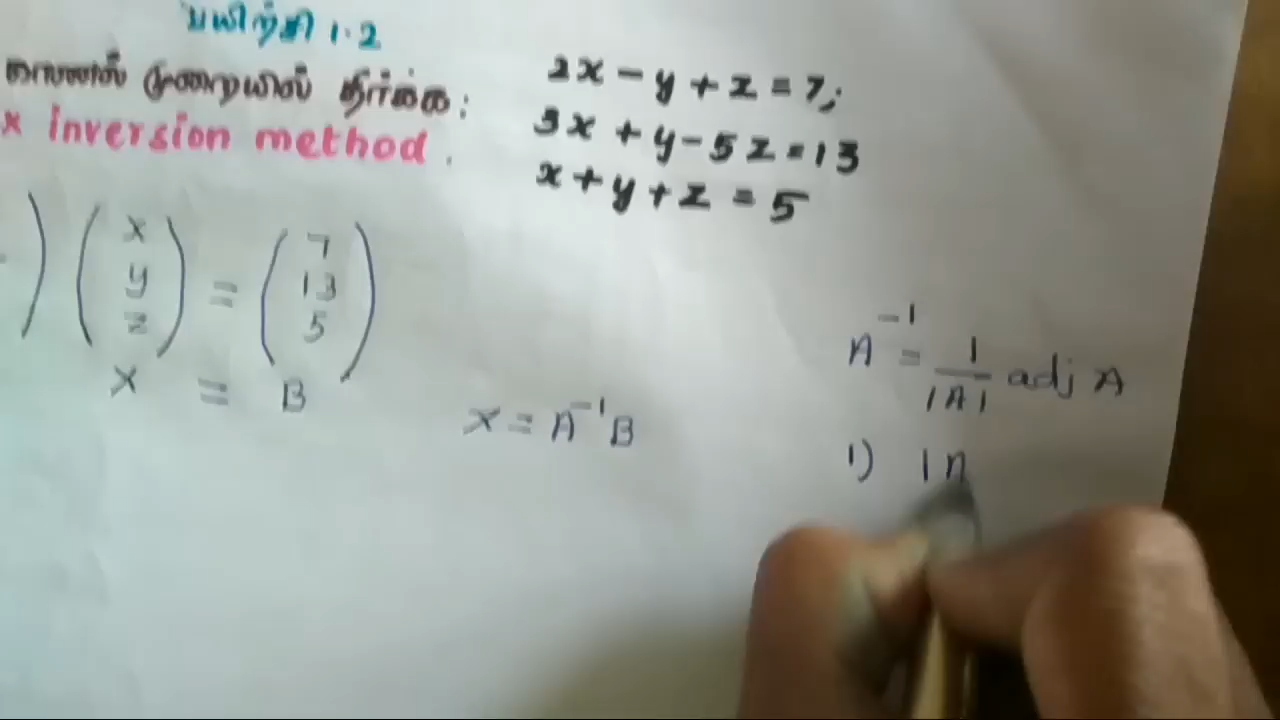 பயிற்சி 1.2
முறையில் தீர்க்க:
x inversion method.
2x - y + z = 7;
3x + y - 5z = 13
x + y + z = 5
) (x y z) = (7 13 5)
X = B
X = A⁻¹B
A⁻¹ = 1/|A| adj A
1) |A